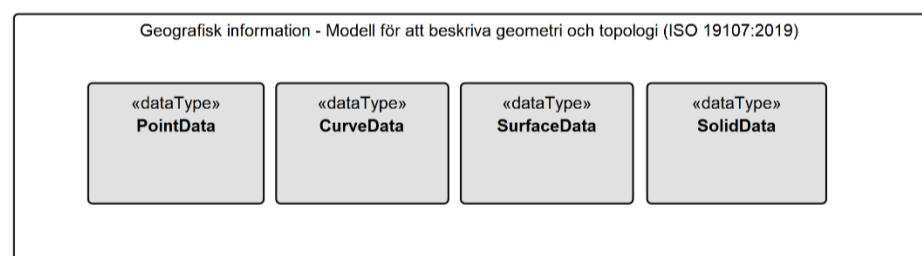 Geografisk information - Modell för att beskriva geometri och topologi (ISO 19107:2019)
«dataType»
PointData
«dataType»
CurveData
«dataType»
SurfaceData
«dataType»
SolidData